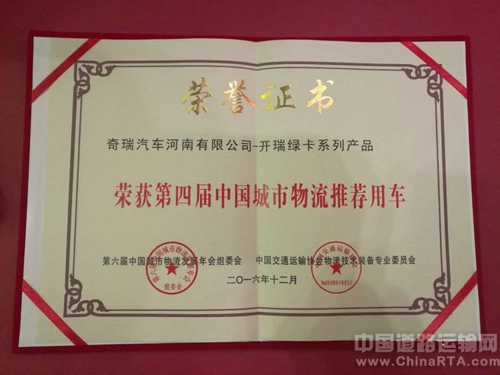 荣誉证书
奇瑞汽车河南有限公司-开瑞绿卡系列产品
荣获第四届中国城市物流推荐用车
第六届中国城市物流发展年会组委会 中国交通运输协会物流技术装备专业委员会
二〇一六年十二月
组委会
中国道路运输网
www.ChinaRTA.com